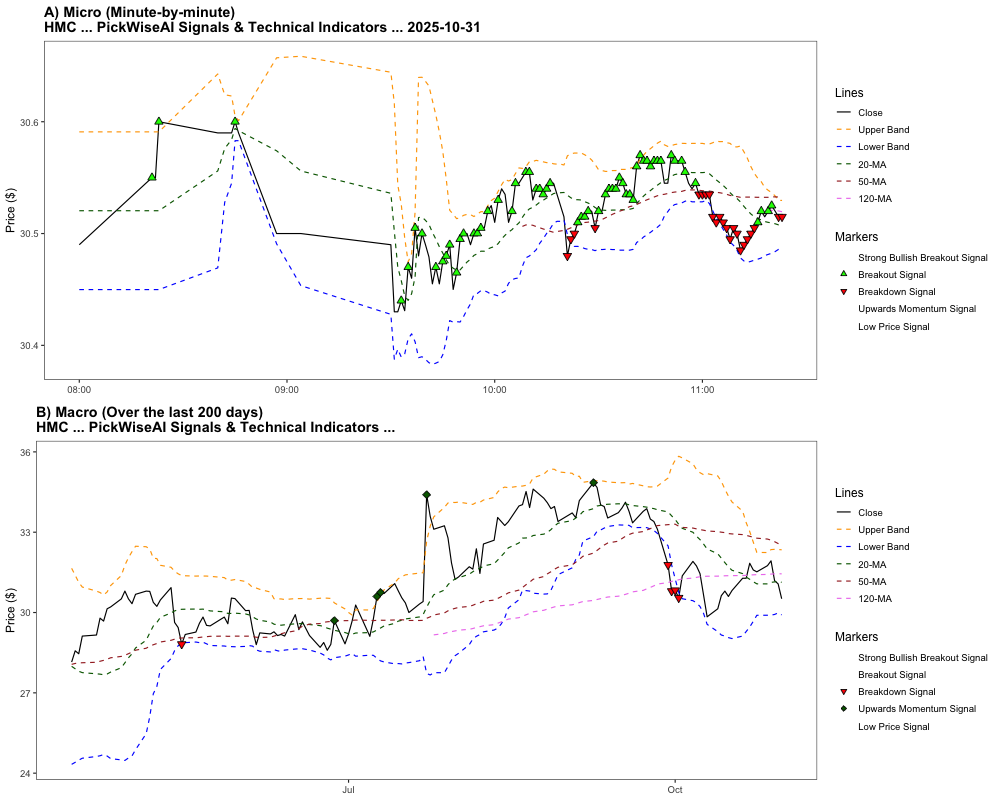 A) Micro (Minute-by-minute)
HMC ... PickWiseAI Signals & Technical Indicators ... 2025-10-31
Price ($)
30.6
30.5
30.4
08:00
09:00
10:00
11:00
Lines
Close
Upper Band
Lower Band
20-MA
50-MA
120-MA
Markers
Strong Bullish Breakout Signal
Breakout Signal
Breakdown Signal
Upwards Momentum Signal
Low Price Signal
B) Macro (Over the last 200 days)
HMC ... PickWiseAI Signals & Technical Indicators ...
Price ($)
36
33
30
27
24
Jul
Oct
Lines
Close
Upper Band
Lower Band
20-MA
50-MA
120-MA
Markers
Strong Bullish Breakout Signal
Breakout Signal
Breakdown Signal
Upwards Momentum Signal
Low Price Signal